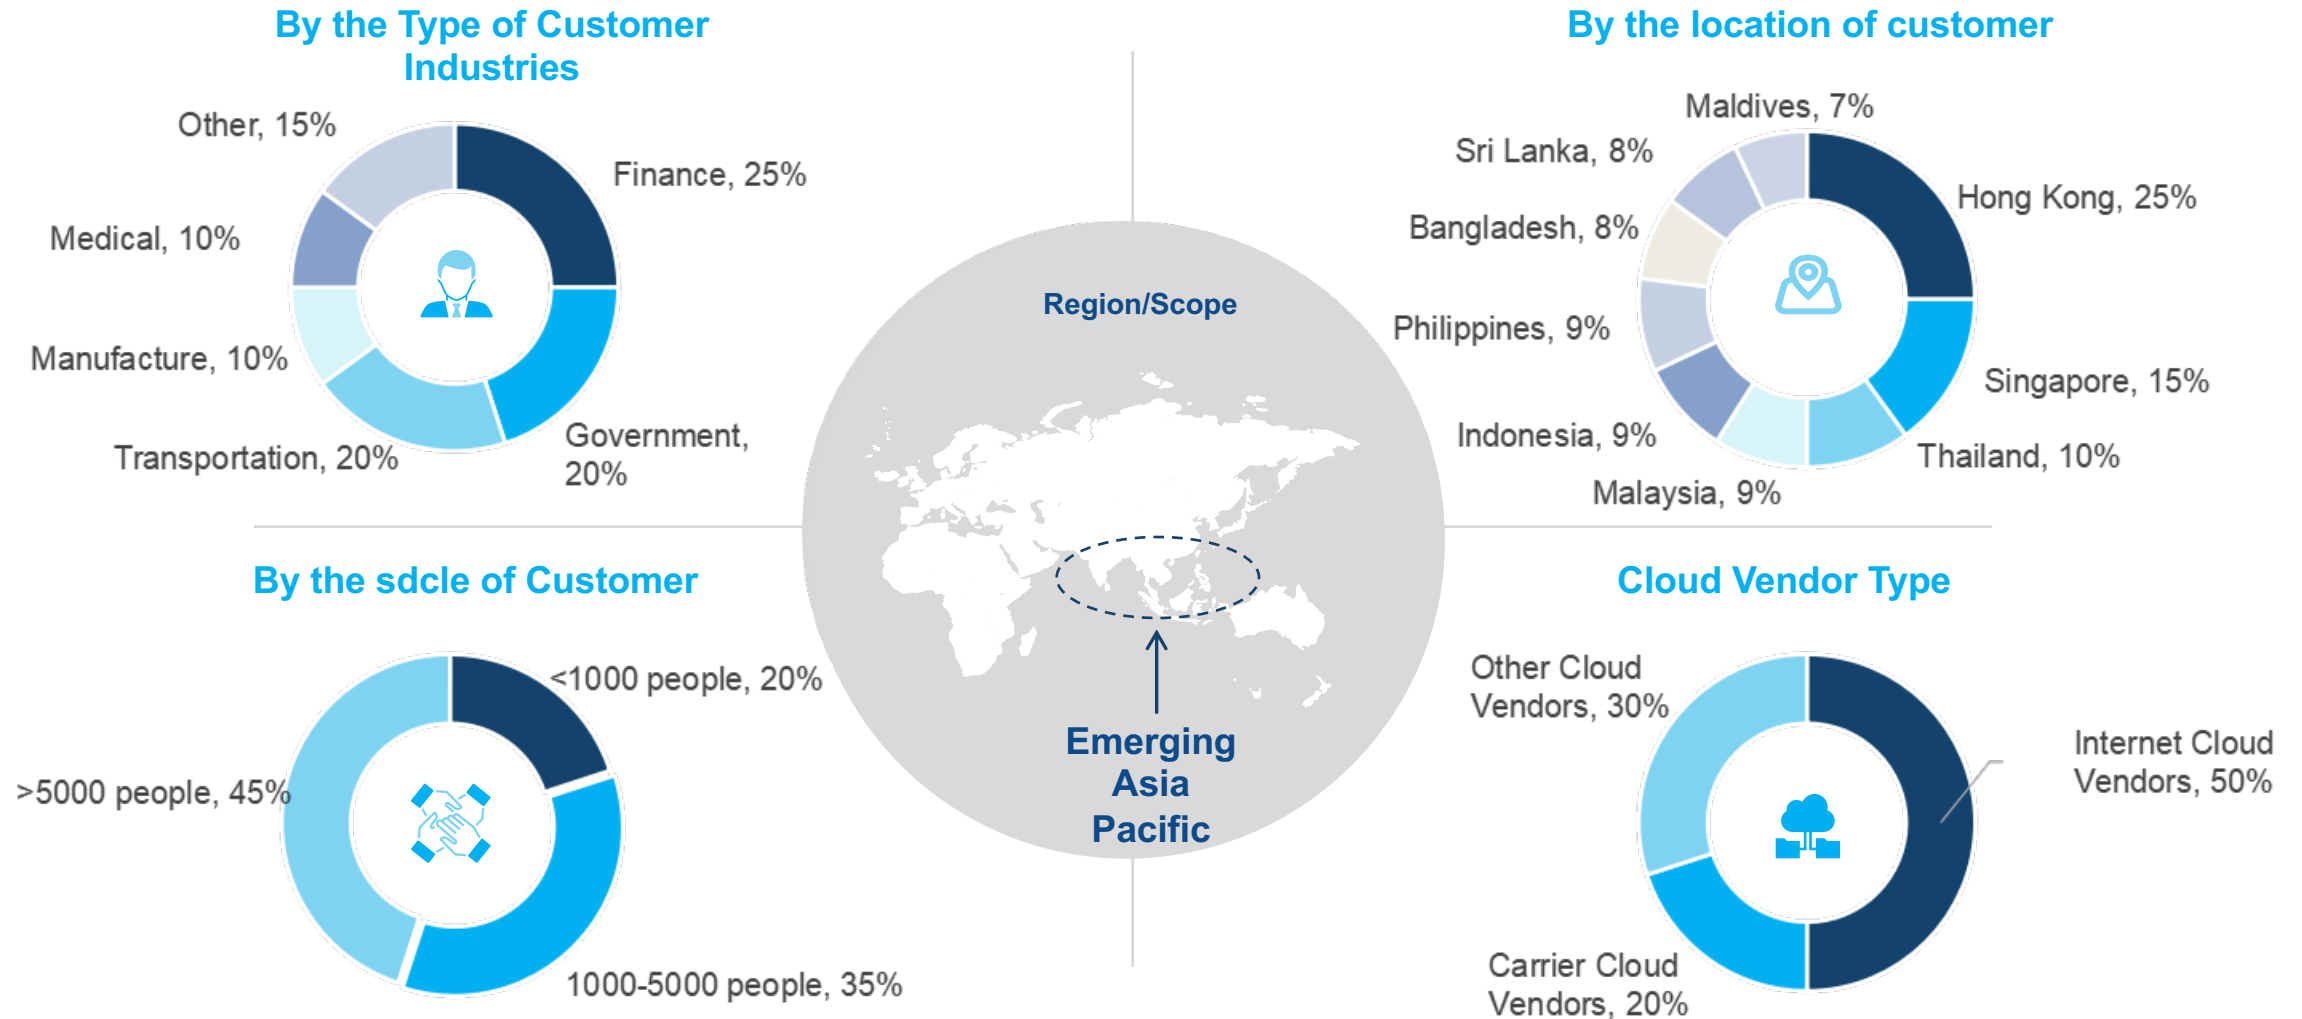 By the Type of Customer
Industries
Other, 15%
Finance, 25%
Medical, 10%
Manufacture, 10%
Transportation, 20%
Government,
20%
By the location of customer
Maldives, 7%
Sri Lanka, 8%
Hong Kong, 25%
Bangladesh, 8%
Philippines, 9%
Singapore, 15%
Indonesia, 9%
Thailand, 10%
Malaysia, 9%
Region/Scope
Emerging
Asia
Pacific
By the sdcle of Customer
<1000 people, 20%
>5000 people, 45%
1000-5000 people, 35%
Cloud Vendor Type
Other Cloud
Vendors, 30%
Internet Cloud
Vendors, 50%
Carrier Cloud
Vendors, 20%